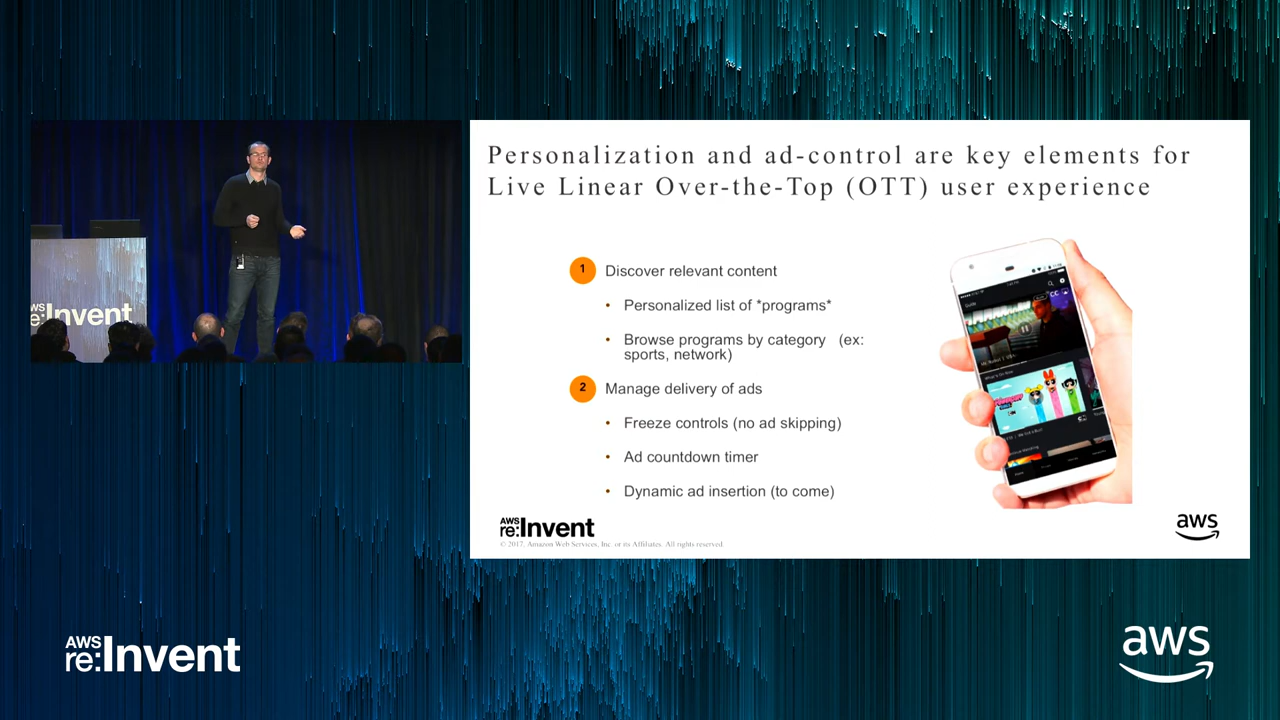 Personalization and ad-control are key elements for
Live Linear Over-the-Top (OTT) user experience
1 Discover relevant content
• Personalized list of *programs*
• Browse programs by category (ex:
sports, network)
2 Manage delivery of ads
• Freeze controls (no ad skipping)
• Ad countdown timer
• Dynamic ad insertion (to come)
AWS
re:Invent
© 2017, Amazon Web Services, Inc. or its Affiliates. All rights reserved.
aws
Invent
AWS
re:Invent
aws